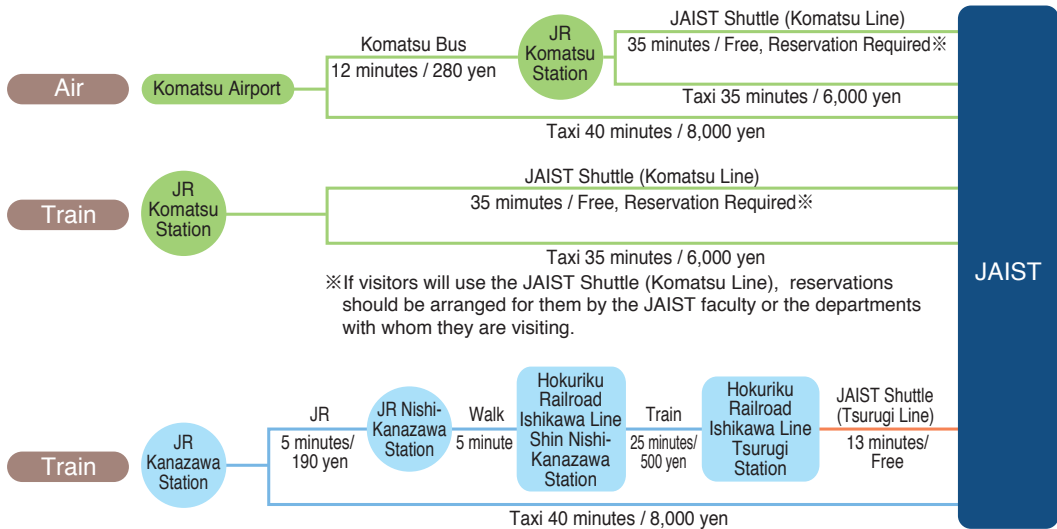 Air
Komatsu Airport
Komatsu Bus
12 minutes / 280 yen
JR
Komatsu
Station
JAIST Shuttle (Komatsu Line)
35 minutes / Free, Reservation Required※
Taxi 35 minutes / 6,000 yen
Taxi 40 minutes / 8,000 yen
Train
JR
Komatsu
Station
JAIST Shuttle (Komatsu Line)
35 mimutes / Free, Reservation Required※
Taxi 35 minutes / 6,000 yen
※If visitors will use the JAIST Shuttle (Komatsu Line), reservations
should be arranged for them by the JAIST faculty or the departments
with whom they are visiting.
JAIST
Train
JR
Kanazawa
Station
JR
5 minutes/
190 yen
JR Nishi-
Kanazawa
Station
Walk
5 minute
Hokuriku
Railroad
Ishikawa Line
Shin Nishi-
Kanazawa
Station
Train
25 minutes/
500 yen
Hokuriku
Railroad
Ishikawa Line
Tsurugi
Station
JAIST Shuttle
(Tsurugi Line)
13 minutes/
Free
Taxi 40 minutes / 8,000 yen